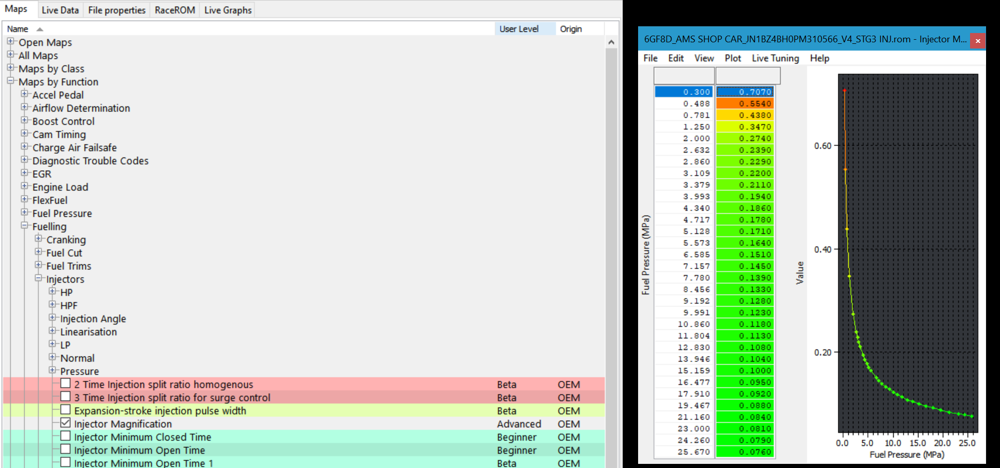 Maps Live Data File properties RaceROM Live Graphs
Name User Level Origin
Open Maps
All Maps
Maps by Class
Maps by Function
Accel Pedal
Airflow Determination
Boost Control
Cam Timing
Charge Air Failsafe
Diagnostic Trouble Codes
EGR
Engine Load
FlexFuel
Fuel Pressure
Fuelling
Cranking
Fuel Cut
Fuel Trims
Injectors
HP
HPF
Injection Angle
Linearisation
LP
Normal
Pressure
2 Time Injection split ratio homogenous Beta OEM
3 Time Injection split ratio for surge control Beta OEM
Expansion-stroke injection pulse width Beta OEM
Injector Magnification Advanced OEM
Injector Minimum Closed Time Beginner OEM
Injector Minimum Open Time Beginner OEM
Injector Minimum Open Time 1 Beta OEM
6GF8D_AMS SHOP CAR_JN1BZ4BH0PM310566_V4_STG3 INJ.rom - Injector M...
File Edit View Plot Live Tuning Help
Fuel Pressure (MPa)
0.300 0.7070
0.488 0.5540
0.781 0.4380
1.250 0.3470
2.000 0.2740
2.632 0.2390
2.860 0.2290
3.109 0.2200
3.379 0.2110
3.993 0.1940
4.340 0.1860
4.717 0.1780
5.128 0.1710
5.573 0.1640
6.585 0.1510
7.157 0.1450
7.780 0.1390
8.456 0.1330
9.192 0.1280
9.991 0.1230
10.860 0.1180
11.804 0.1130
12.830 0.1080
13.946 0.1040
15.159 0.1000
16.477 0.0950
17.910 0.0920
19.467 0.0880
21.160 0.0840
23.000 0.0810
24.260 0.0790
25.670 0.0760
Value
0.60
0.40
0.20
0.0 5.0 10.0 15.0 20.0 25.0
Fuel Pressure (MPa)